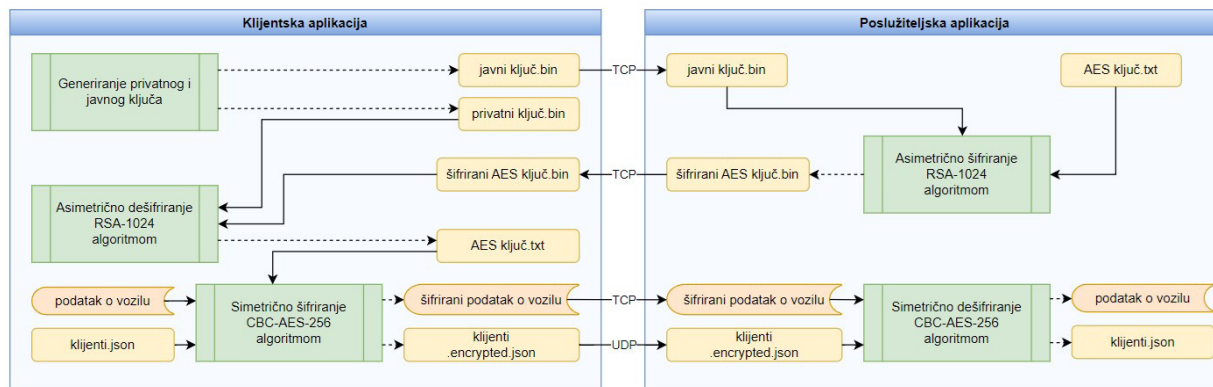 Klijentska aplikacija
Generiranje privatnog i
javnog ključa
javni ključ.bin
privatni ključ.bin
šifrirani AES ključ.bin
Asimetrično dešifriranje
RSA-1024
algoritmom
AES ključ.txt
podatak o vozilu
klijenti.json
Simetrično šifriranje
CBC-AES-256
algoritmom
šifrirani podatak o vozilu
klijenti
.encrypted.json
TCP
TCP
TCP
UDP
Poslužiteljska aplikacija
javni ključ.bin
AES ključ.txt
Asimetrično šifriranje
RSA-1024
algoritmom
šifrirani AES ključ.bin
šifrirani podatak o vozilu
klijenti
.encrypted.json
Simetrično dešifriranje
CBC-AES-256
algoritmom
podatak o vozilu
klijenti.json